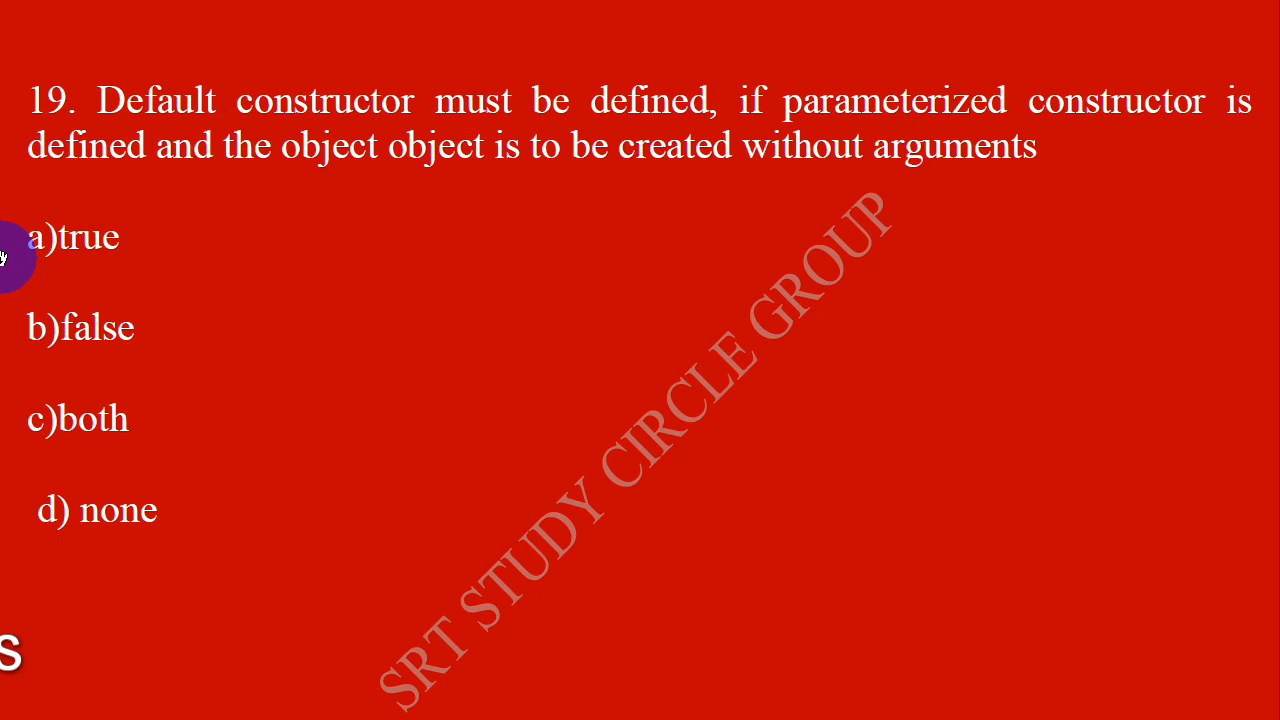 19. Default constructor must be defined, if parameterized constructor is
defined and the object object is to be created without arguments
a)true
b)false
c)both
d) none
SRT STUDY CIRCLE GROUP
S